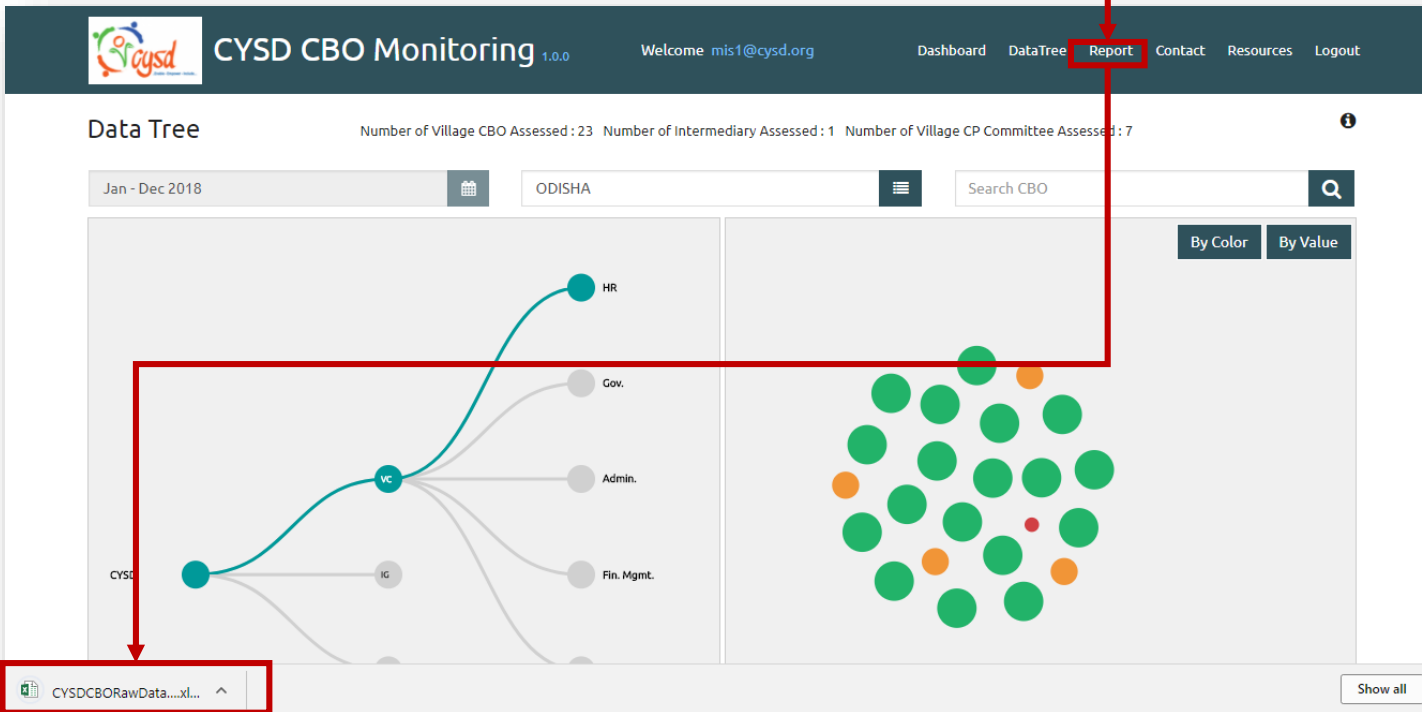 cysd
CYSD CBO Monitoring 1.0.0
Welcome mis1@cysd.org
Dashboard DataTree Report Contact Resources Logout
Data Tree
Number of Village CBO Assessed : 23 Number of Intermediary Assessed : 1 Number of Village CP Committee Assessed : 7
Jan - Dec 2018
ODISHA
Search CBO
By Color By Value
HR
Gov.
VC
Admin.
CYSD
IG
Fin. Mgmt.
CYSDCBORawData....xl...
Show all